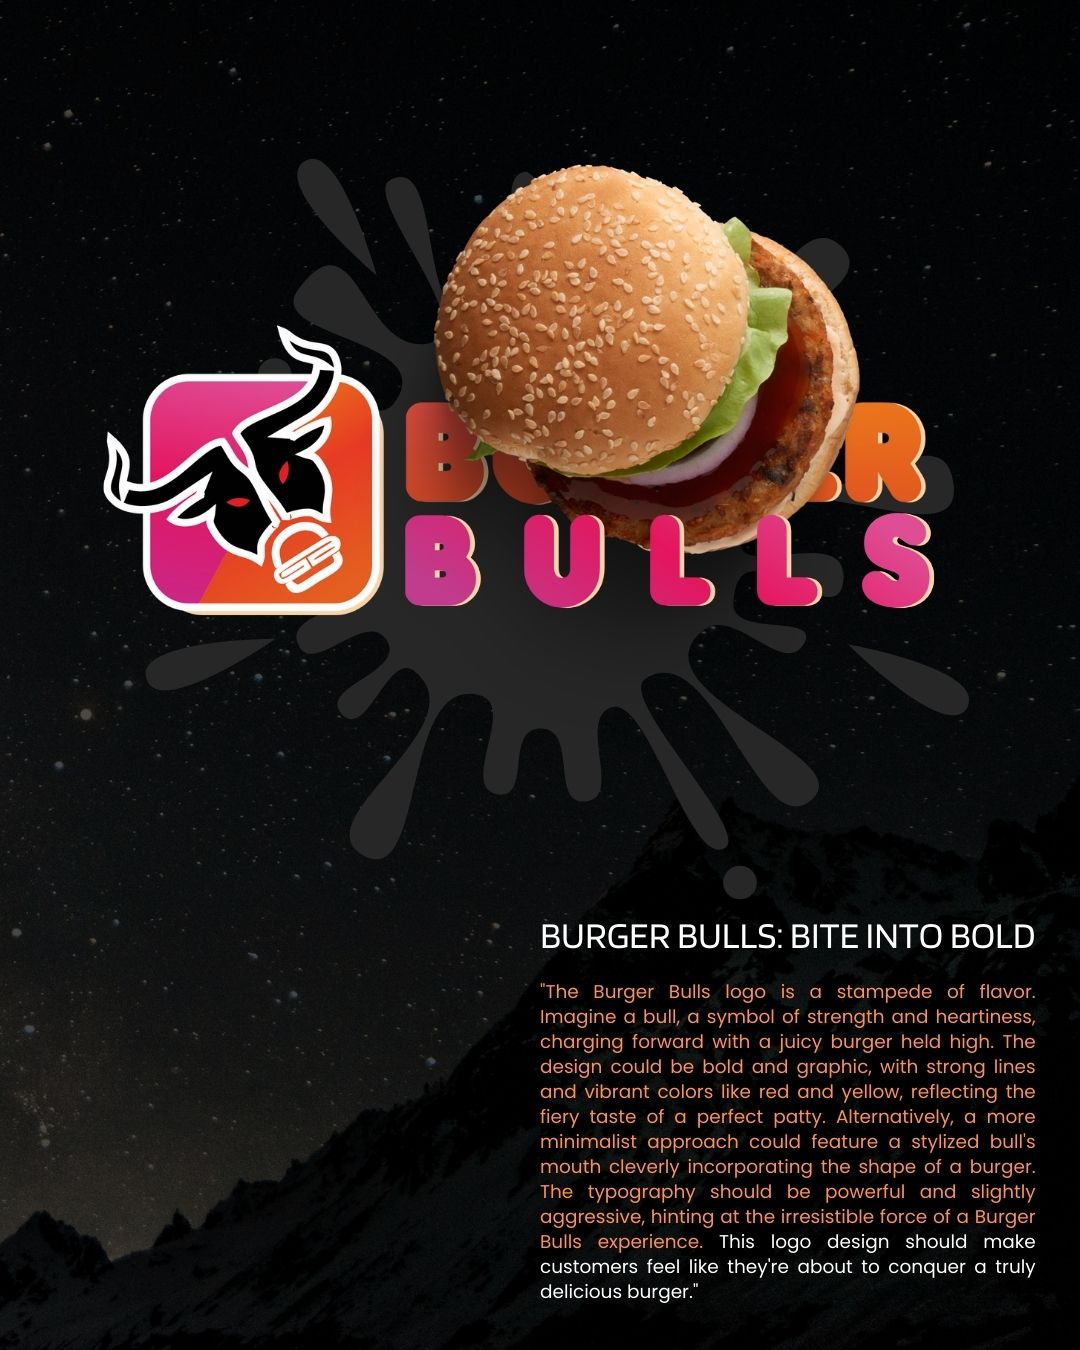 BULLS
BURGER BULLS: BITE INTO BOLD
"The Burger Bulls logo is a stampede of flavor.
Imagine a bull, a symbol of strength and heartiness,
charging forward with a juicy burger held high. The
design could be bold and graphic, with strong lines
and vibrant colors like red and yellow, reflecting the
fiery taste of a perfect patty. Alternatively, a more
minimalist approach could feature a stylized bull's
mouth cleverly incorporating the shape of a burger.
The typography should be powerful and slightly
aggressive, hinting at the irresistible force of a Burger
Bulls experience. This logo design should make
customers feel like they're about to conquer a truly
delicious burger."